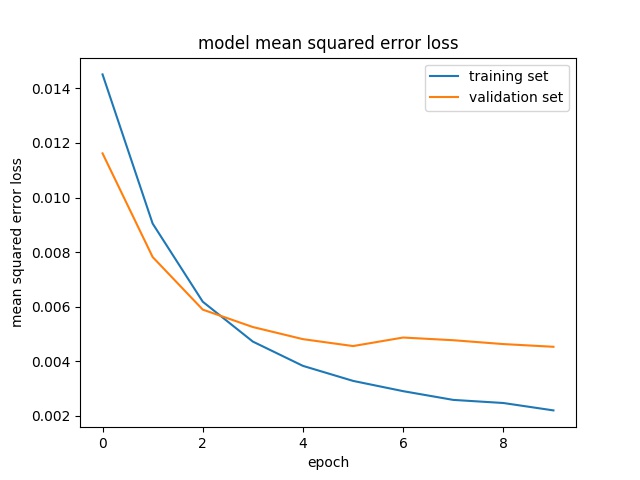 model mean squared error loss
training set
validation set
mean squared error loss
0.014
0.012
0.010
0.008
0.006
0.004
0.002
0 2 4 6 8
epoch